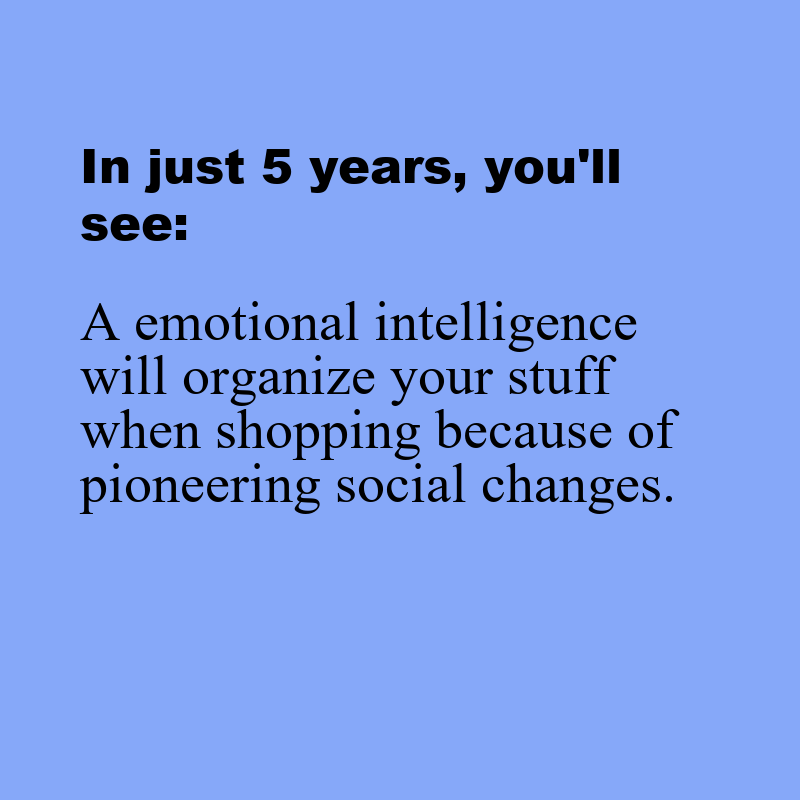 In just 5 years, you'll
see:
A emotional intelligence
will organize your stuff
when shopping because of
pioneering social changes.